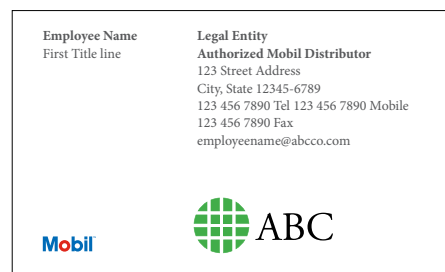 Employee Name
First Title line
Legal Entity
Authorized Mobil Distributor
123 Street Address
City, State 12345-6789
123 456 7890 Tel 123 456 7890 Mobile
123 456 7890 Fax
employeename@abcco.com
Mobil
ABC